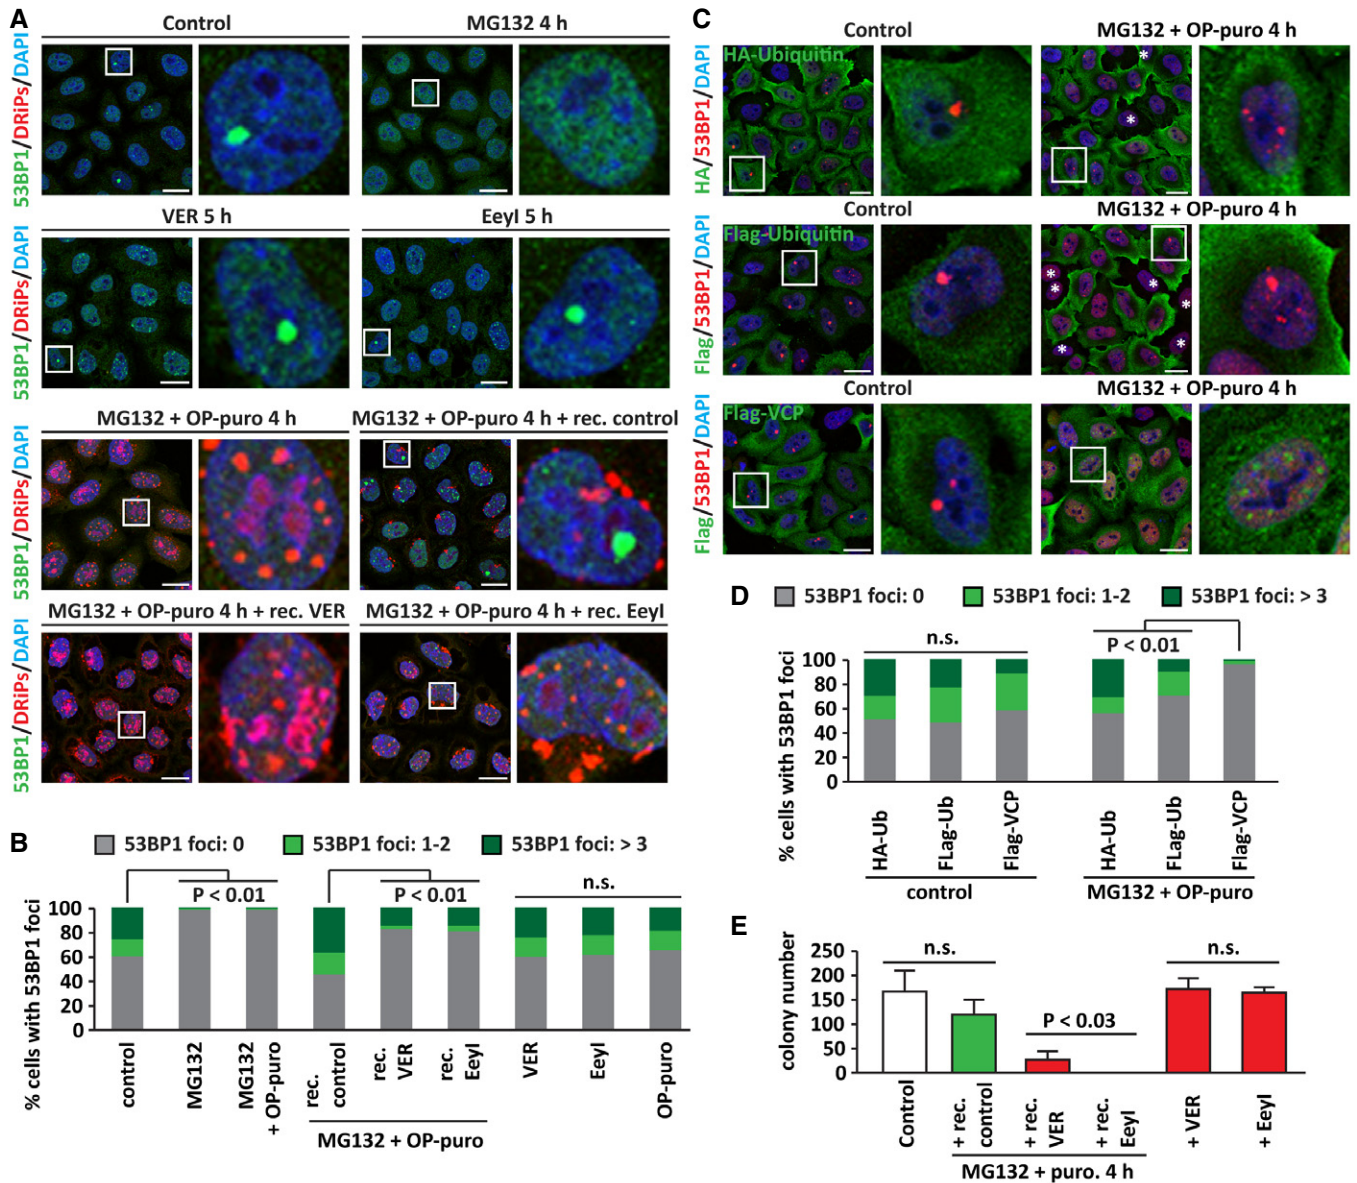 A
Control
MG132 4 h
53BP1/DRiPs/DAPI
VER 5 h
EeyI 5 h
53BP1/DRiPs/DAPI
MG132 + OP-puro 4 h
MG132 + OP-puro 4 h + rec. control
53BP1/DRiPs/DAPI
MG132 + OP-puro 4 h + rec. VER
MG132 + OP-puro 4 h + rec. EeyI
53BP1/DRiPs/DAPI
B
53BP1 foci: 0
53BP1 foci: 1-2
53BP1 foci: > 3
P < 0.01
P < 0.01
n.s.
% cells with 53BP1 foci
100
80
60
40
20
0
control
MG132
MG132
+ OP-puro
rec.
control
rec.
VER
rec.
EeyI
VER
EeyI
OP-puro
MG132 + OP-puro
C
Control
MG132 + OP-puro 4 h
HA/53BP1/DAPI
HA-Ubiquitin
*
*
Control
MG132 + OP-puro 4 h
Flag/53BP1/DAPI
Flag-Ubiquitin
*
*
*
*
*
*
Control
MG132 + OP-puro 4 h
Flag/53BP1/DAPI
Flag-VCP
D
53BP1 foci: 0
53BP1 foci: 1-2
53BP1 foci: > 3
n.s.
P < 0.01
% cells with 53BP1 foci
100
80
60
40
20
0
HA-Ub
FLag-Ub
Flag-VCP
HA-Ub
FLag-Ub
Flag-VCP
control
MG132 + OP-puro
E
colony number
250
200
150
100
50
0
n.s.
P < 0.03
n.s.
Control
+ rec.
control
+ rec.
VER
+ rec.
EeyI
+ VER
+ EeyI
MG132 + puro. 4 h